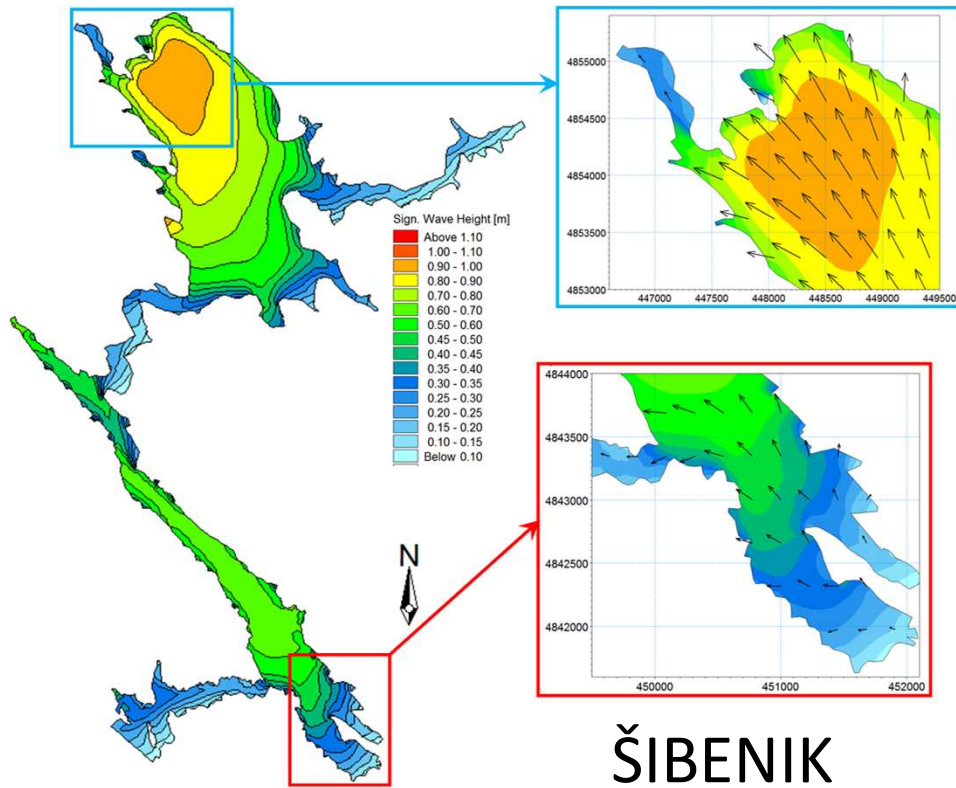 4855000
4854500
4854000
4853500
4853000
447000 447500 448000 448500 449000 449500
Sign. Wave Height [m]
Above 1.10
1.00 - 1.10
0.90 - 1.00
0.80 - 0.90
0.70 - 0.80
0.60 - 0.70
0.50 - 0.60
0.45 - 0.50
0.40 - 0.45
0.35 - 0.40
0.30 - 0.35
0.25 - 0.30
0.20 - 0.25
0.15 - 0.20
0.10 - 0.15
Below 0.10
N
4844000
4843500
4843000
4842500
4842000
450000 451000 452000
ŠIBENIK